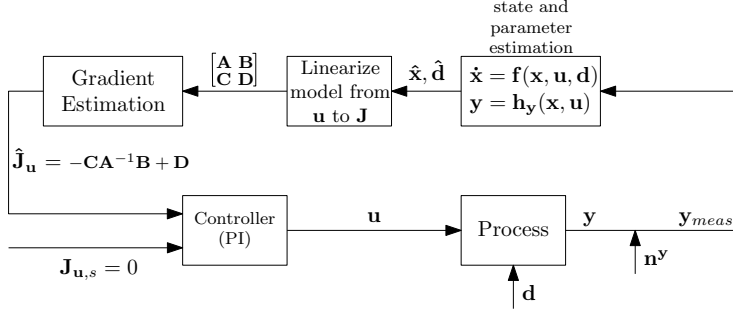 state and
parameter
estimation
Gradient
Estimation
[A B
C D]
Linearize
model from
u to J
x̂, d̂
ẋ = f(x, u, d)
y = h_y(x, u)
Ĵ_u = −CA⁻¹B + D
Controller
(PI)
u
Process
y
y_meas
J_{u,s} = 0
n^y
d